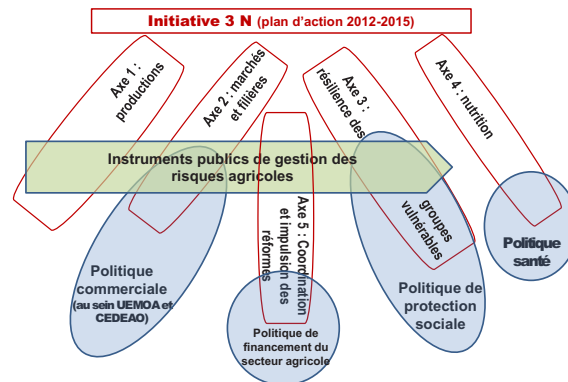 Initiative 3 N (plan d'action 2012-2015)
Axe 1 :
productions
Axe 2 : marchés
et filières
Axe 3 :
résilience des
groupes
vulnérables
Axe 4 : nutrition
Instruments publics de gestion des
risques agricoles
Axe 5 : Coordination
et impulsion des
réformes
Politique
commerciale
(au sein UEMOA et
CEDEAO)
Politique de
financement du
secteur agricole
Politique de
protection
sociale
Politique
santé